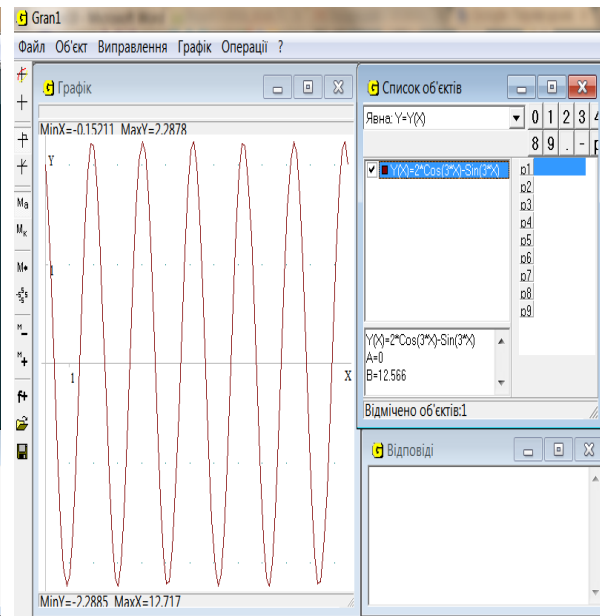 Gran1
Файл Об'єкт Виправлення Графік Операції ?
Графік
MinX=-0.15211 MaxY=2.2878
Y
1
1
X
MinY=-2.2885 MaxX=12.717
Список об'єктів
Явна: Y=Y(X)
0 1 2 3 4
8 9 . -
Y(X)=2*Cos(3*X)-Sin(3*X)
p1
p2
p3
p4
p5
p6
p7
p8
p9
Y(X)=2*Cos(3*X)-Sin(3*X)
A=0
B=12.566
Відмічено об'єктів:1
Відповіді